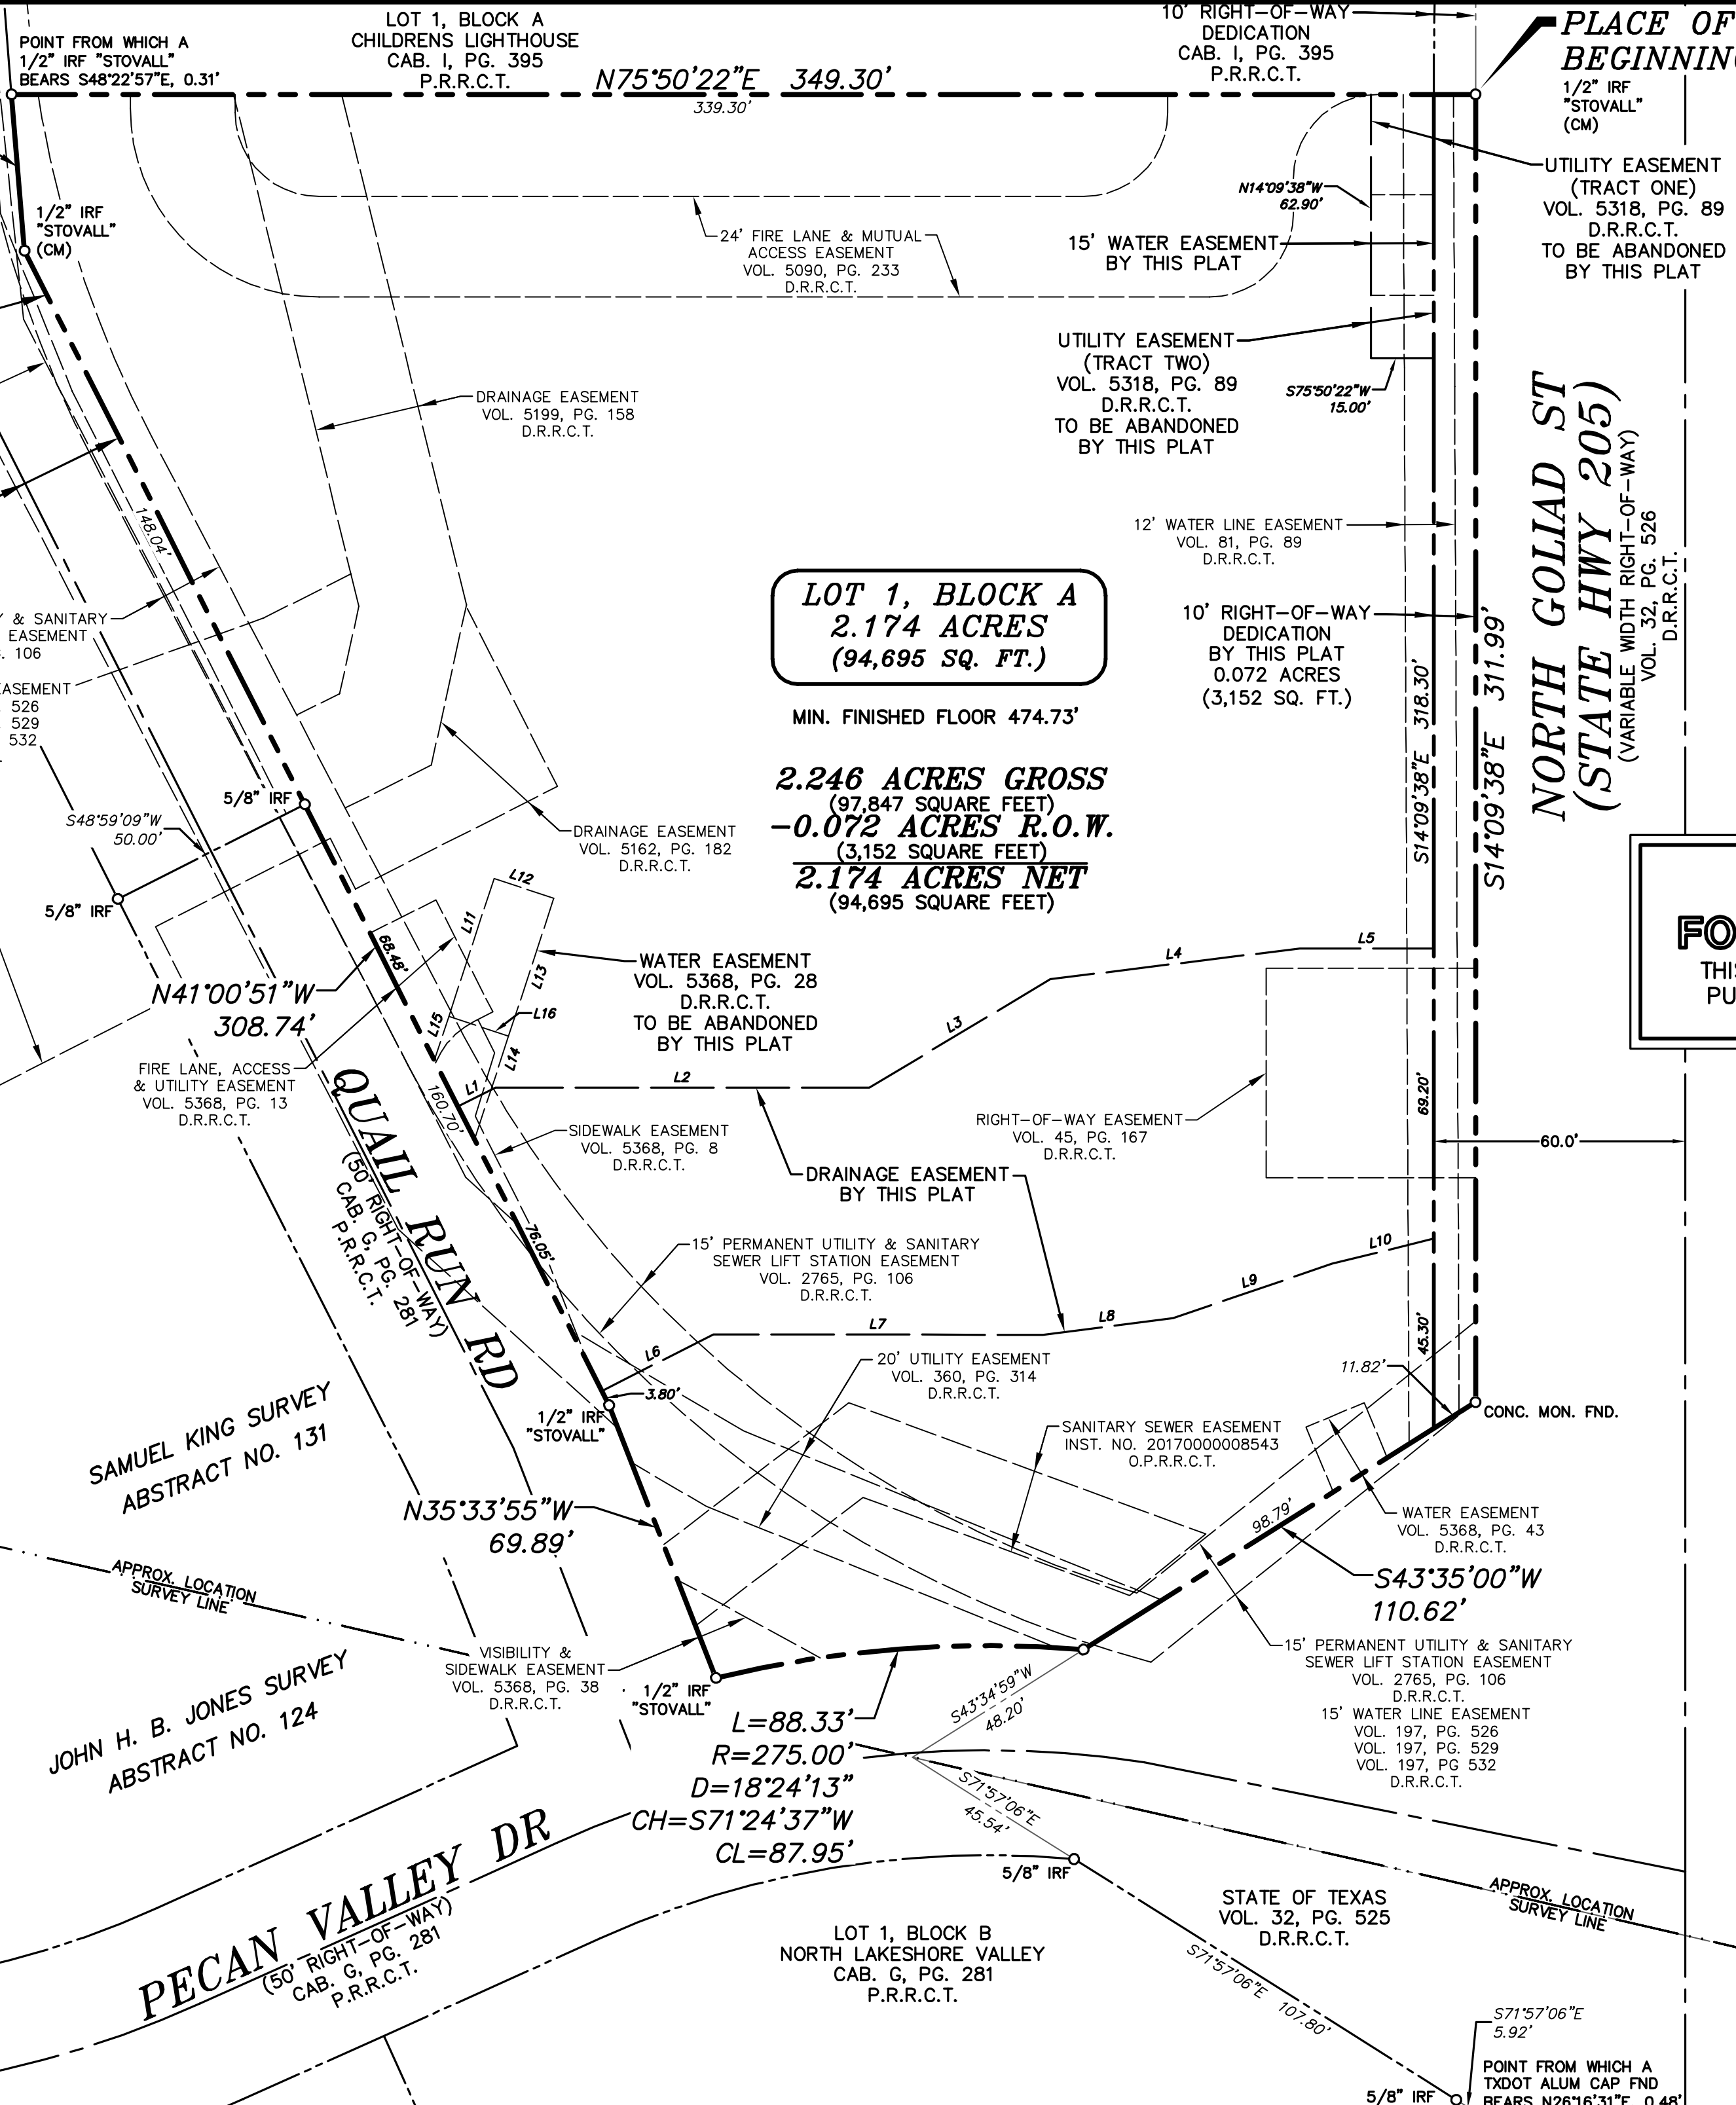 LOT 1, BLOCK A
CHILDRENS LIGHTHOUSE
CAB. I, PG. 395
P.R.R.C.T.
POINT FROM WHICH A
1/2" IRF "STOVALL"
BEARS S48°22'57"E, 0.31'
N75°50'22"E 349.30'
339.30'
10' RIGHT-OF-WAY
DEDICATION
CAB. I, PG. 395
P.R.R.C.T.
PLACE OF
BEGINNING
1/2" IRF
"STOVALL"
(CM)
UTILITY EASEMENT
(TRACT ONE)
VOL. 5318, PG. 89
D.R.R.C.T.
TO BE ABANDONED
BY THIS PLAT
1/2" IRF
"STOVALL"
(CM)
24' FIRE LANE & MUTUAL
ACCESS EASEMENT
VOL. 5090, PG. 233
D.R.R.C.T.
N14°09'38"W
62.90'
15' WATER EASEMENT
BY THIS PLAT
UTILITY EASEMENT
(TRACT TWO)
VOL. 5318, PG. 89
D.R.R.C.T.
TO BE ABANDONED
BY THIS PLAT
S75°50'22"W
15.00'
DRAINAGE EASEMENT
VOL. 5199, PG. 158
D.R.R.C.T.
148.04'
12' WATER LINE EASEMENT
VOL. 81, PG. 89
D.R.R.C.T.
NORTH GOLIAD ST
(STATE HWY 205)
(VARIABLE WIDTH RIGHT-OF-WAY)
VOL. 32, PG. 526
D.R.R.C.T.
LOT 1, BLOCK A
2.174 ACRES
(94,695 SQ. FT.)
MIN. FINISHED FLOOR 474.73'
10' RIGHT-OF-WAY
DEDICATION
BY THIS PLAT
0.072 ACRES
(3,152 SQ. FT.)
S14°09'38"E 318.30'
S14°09'38"E 311.99'
Y & SANITARY
EASEMENT
. 106
EASEMENT
526
529
532
2.246 ACRES GROSS
(97,847 SQUARE FEET)
-0.072 ACRES R.O.W.
(3,152 SQUARE FEET)
2.174 ACRES NET
(94,695 SQUARE FEET)
5/8" IRF
S48°59'09"W
50.00'
5/8" IRF
DRAINAGE EASEMENT
VOL. 5162, PG. 182
D.R.R.C.T.
L12
L11
L13
L16
L15
L14
68.48'
WATER EASEMENT
VOL. 5368, PG. 28
D.R.R.C.T.
TO BE ABANDONED
BY THIS PLAT
L5
L4
L3
FO
THIS
PU
N41°00'51"W
308.74'
FIRE LANE, ACCESS
& UTILITY EASEMENT
VOL. 5368, PG. 13
D.R.R.C.T.
L1
L2
160.70'
69.20'
60.0'
SIDEWALK EASEMENT
VOL. 5368, PG. 8
D.R.R.C.T.
RIGHT-OF-WAY EASEMENT
VOL. 45, PG. 167
D.R.R.C.T.
DRAINAGE EASEMENT
BY THIS PLAT
QUAIL RUN RD
(50' RIGHT-OF-WAY)
CAB. G, PG. 281
P.R.R.C.T.
76.05'
15' PERMANENT UTILITY & SANITARY
SEWER LIFT STATION EASEMENT
VOL. 2765, PG. 106
D.R.R.C.T.
L10
L9
L8
L7
L6
45.30'
20' UTILITY EASEMENT
VOL. 360, PG. 314
D.R.R.C.T.
11.82'
3.80'
1/2" IRF
"STOVALL"
CONC. MON. FND.
SANITARY SEWER EASEMENT
INST. NO. 20170000008543
O.P.R.R.C.T.
SAMUEL KING SURVEY
ABSTRACT NO. 131
N35°33'55"W
69.89'
98.79'
WATER EASEMENT
VOL. 5368, PG. 43
D.R.R.C.T.
S43°35'00"W
110.62'
APPROX. LOCATION
SURVEY LINE
15' PERMANENT UTILITY & SANITARY
SEWER LIFT STATION EASEMENT
VOL. 2765, PG. 106
D.R.R.C.T.
15' WATER LINE EASEMENT
VOL. 197, PG. 526
VOL. 197, PG. 529
VOL. 197, PG 532
D.R.R.C.T.
VISIBILITY &
SIDEWALK EASEMENT
VOL. 5368, PG. 38
D.R.R.C.T.
1/2" IRF
"STOVALL"
JOHN H. B. JONES SURVEY
ABSTRACT NO. 124
S43°34'59"W
48.20'
L=88.33'
R=275.00'
D=18°24'13"
CH=S71°24'37"W
CL=87.95'
S71°57'06"E
45.54'
5/8" IRF
PECAN VALLEY DR
(50' RIGHT-OF-WAY)
CAB. G, PG. 281
P.R.R.C.T.
STATE OF TEXAS
VOL. 32, PG. 525
D.R.R.C.T.
APPROX. LOCATION
SURVEY LINE
LOT 1, BLOCK B
NORTH LAKESHORE VALLEY
CAB. G, PG. 281
P.R.R.C.T.
S71°57'06"E 107.80'
S71°57'06"E
5.92'
POINT FROM WHICH A
TXDOT ALUM CAP FND
BEARS N26°16'31"E, 0.48'
5/8" IRF